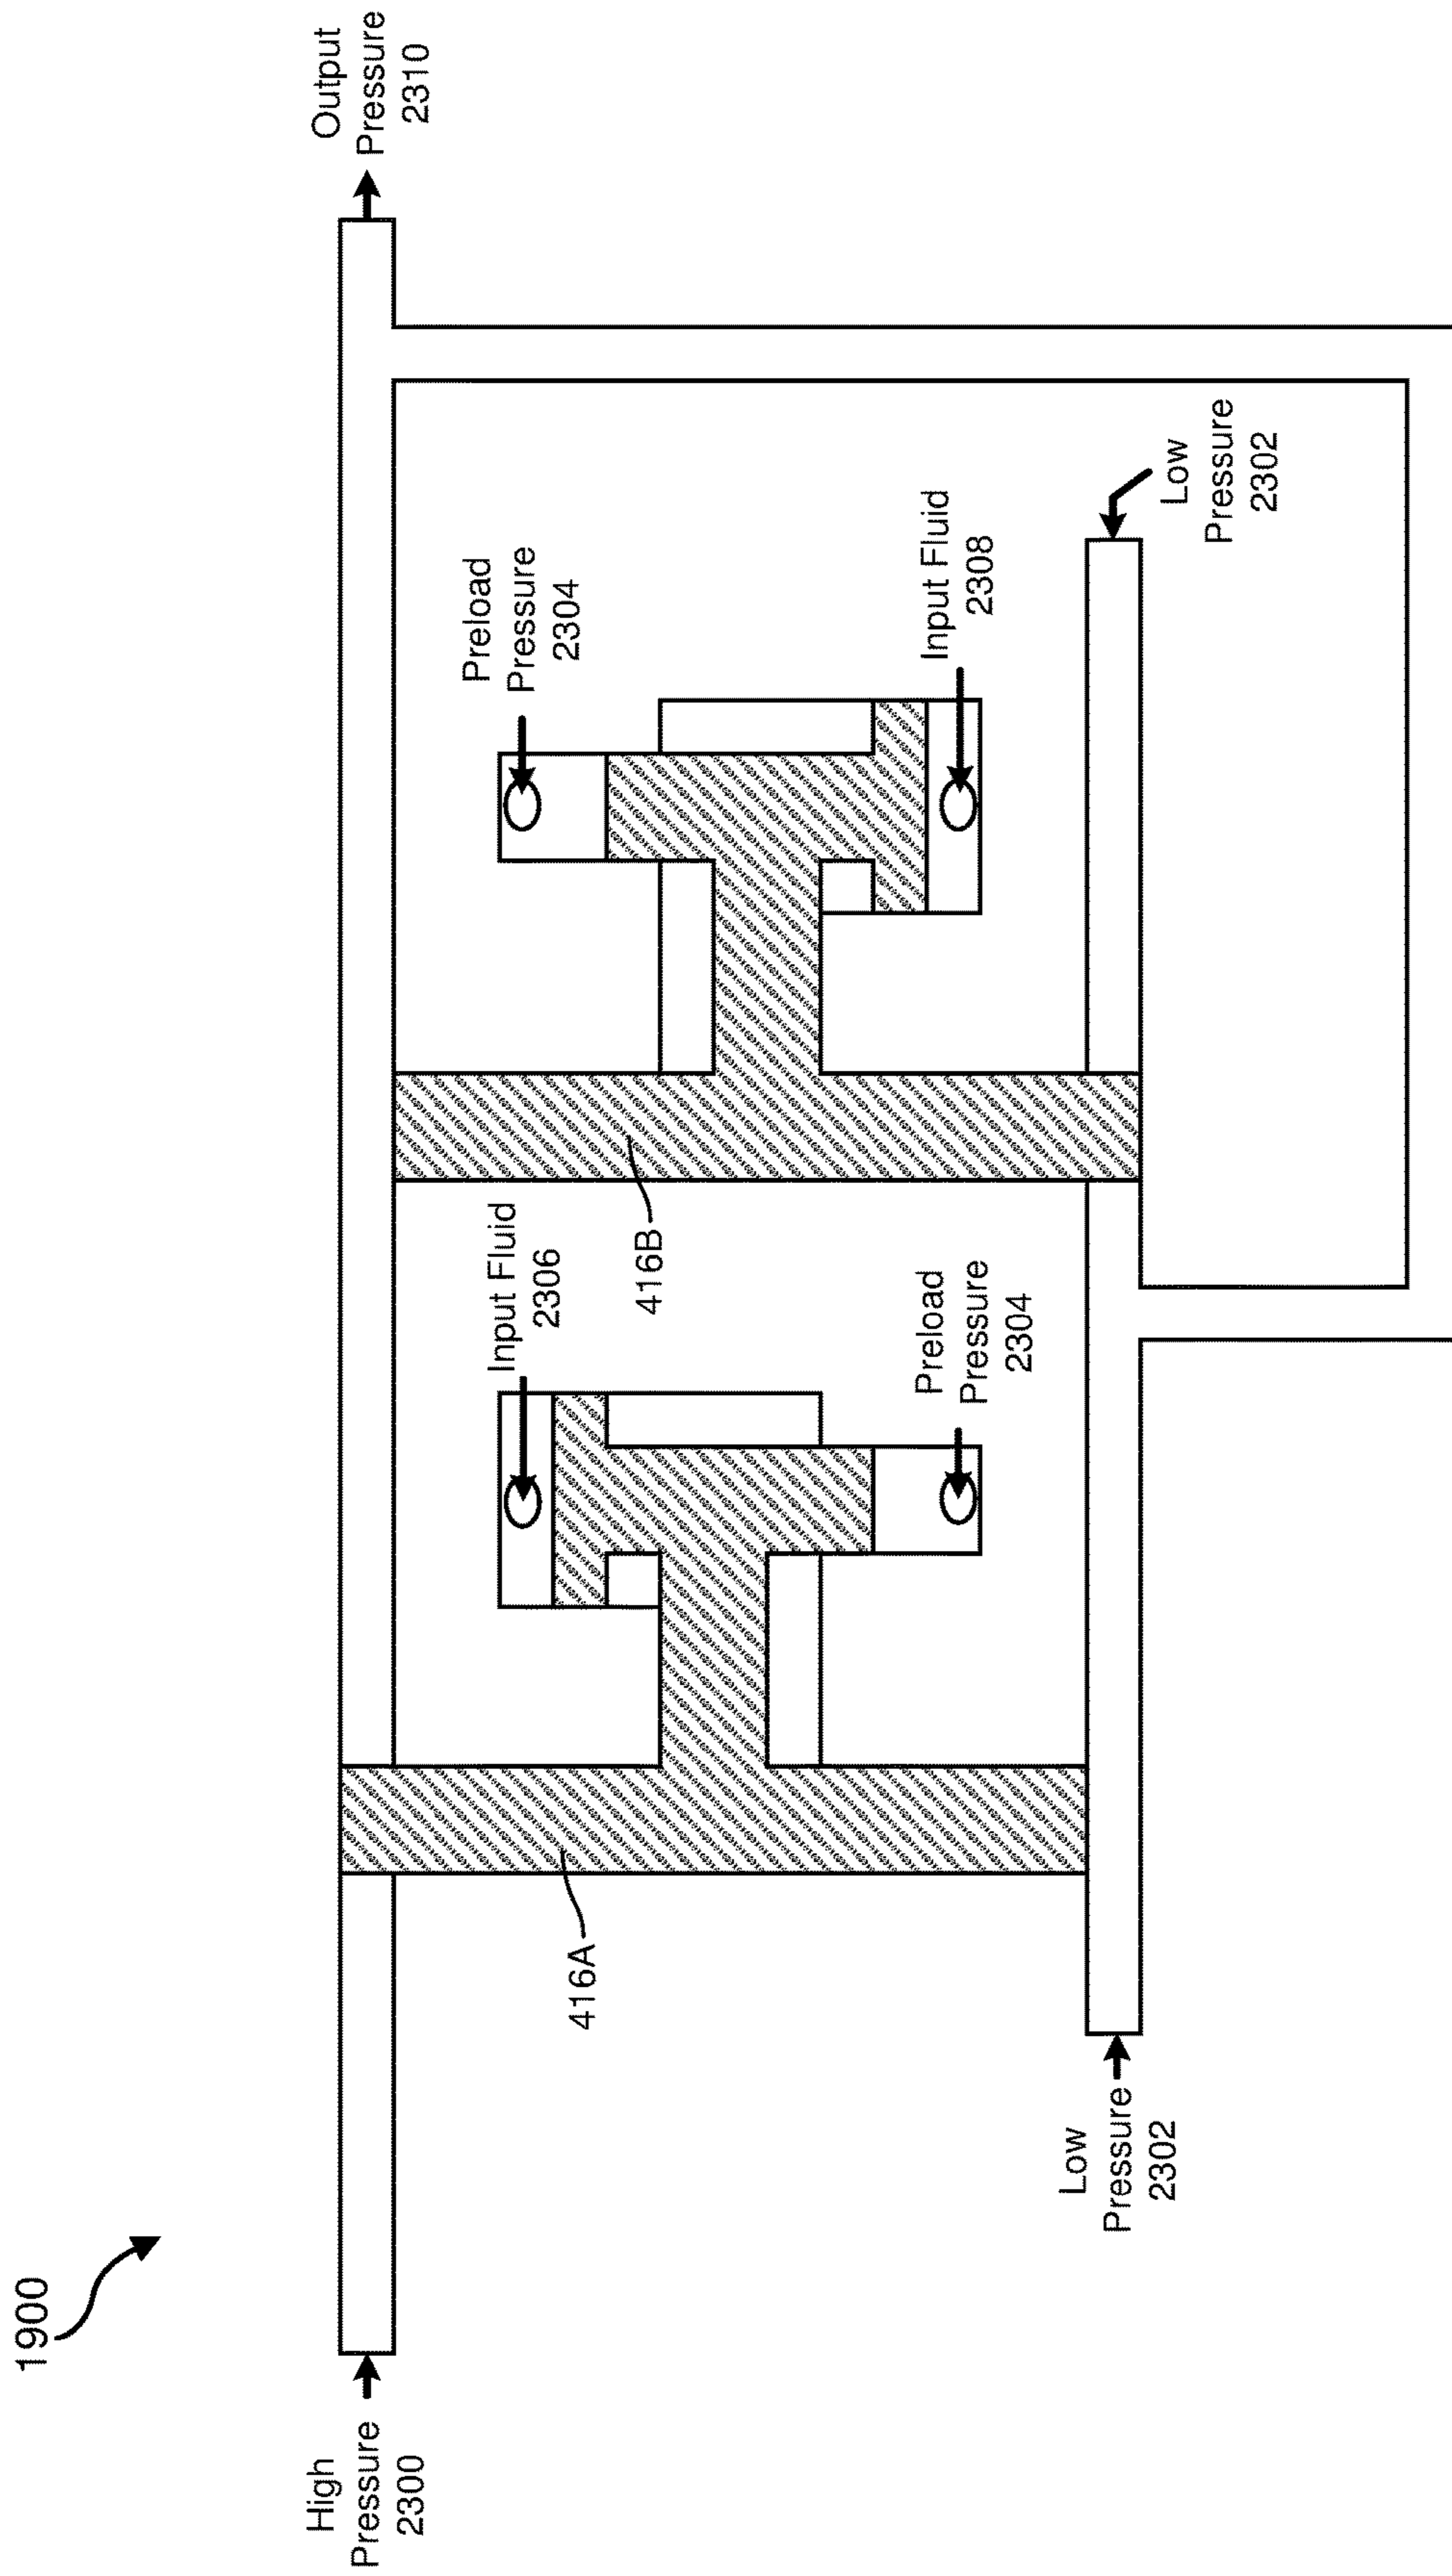 1900
High
Pressure
2300
Output
Pressure
2310
416A
Input Fluid
2306
416B
Preload
Pressure
2304
Preload
Pressure
2304
Input Fluid
2308
Low
Pressure
2302
Low
Pressure
2302